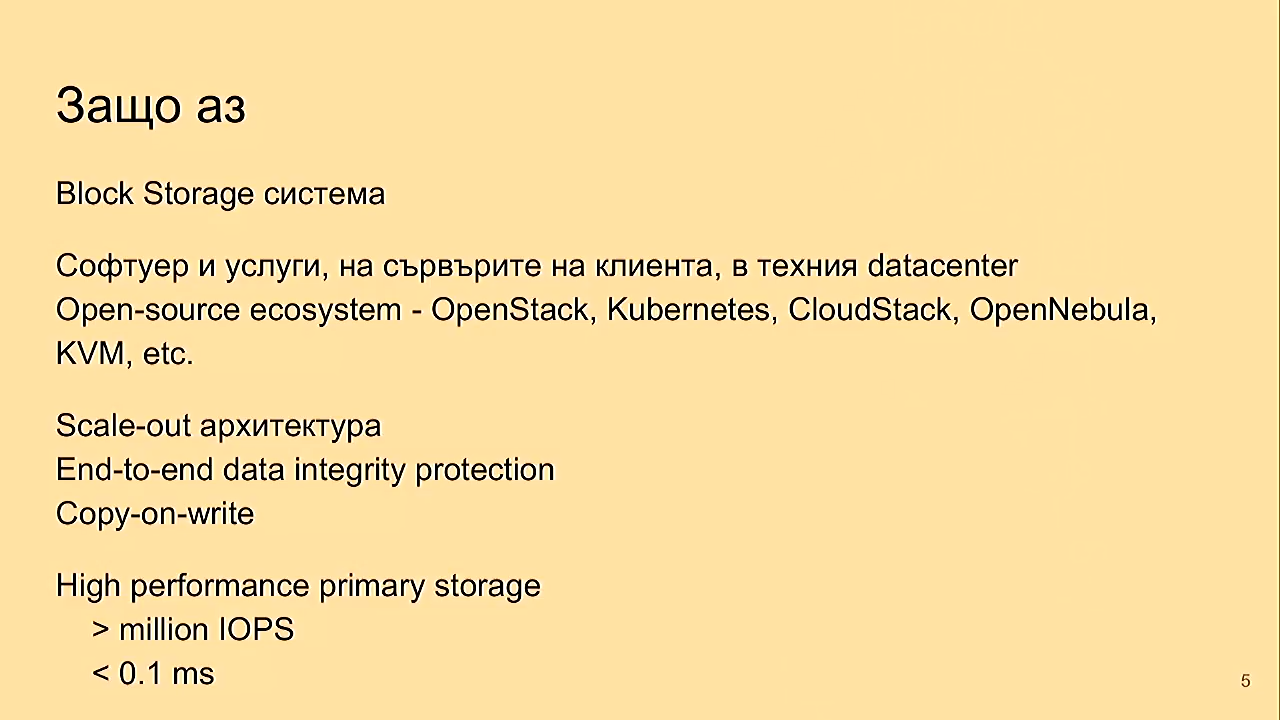 Защо аз
Block Storage система
Софтуер и услуги, на сървърите на клиента, в техния datacenter
Open-source ecosystem - OpenStack, Kubernetes, CloudStack, OpenNebula,
KVM, etc.
Scale-out архитектура
End-to-end data integrity protection
Copy-on-write
High performance primary storage
> million IOPS
< 0.1 ms
5